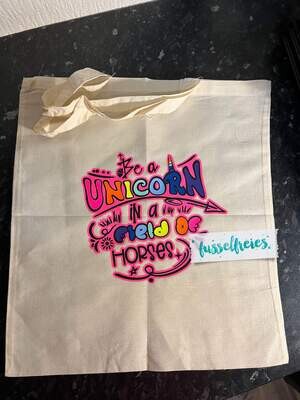 Be a
UNICORN
IN a
FIELD OF
HORSES
fusselfreies.